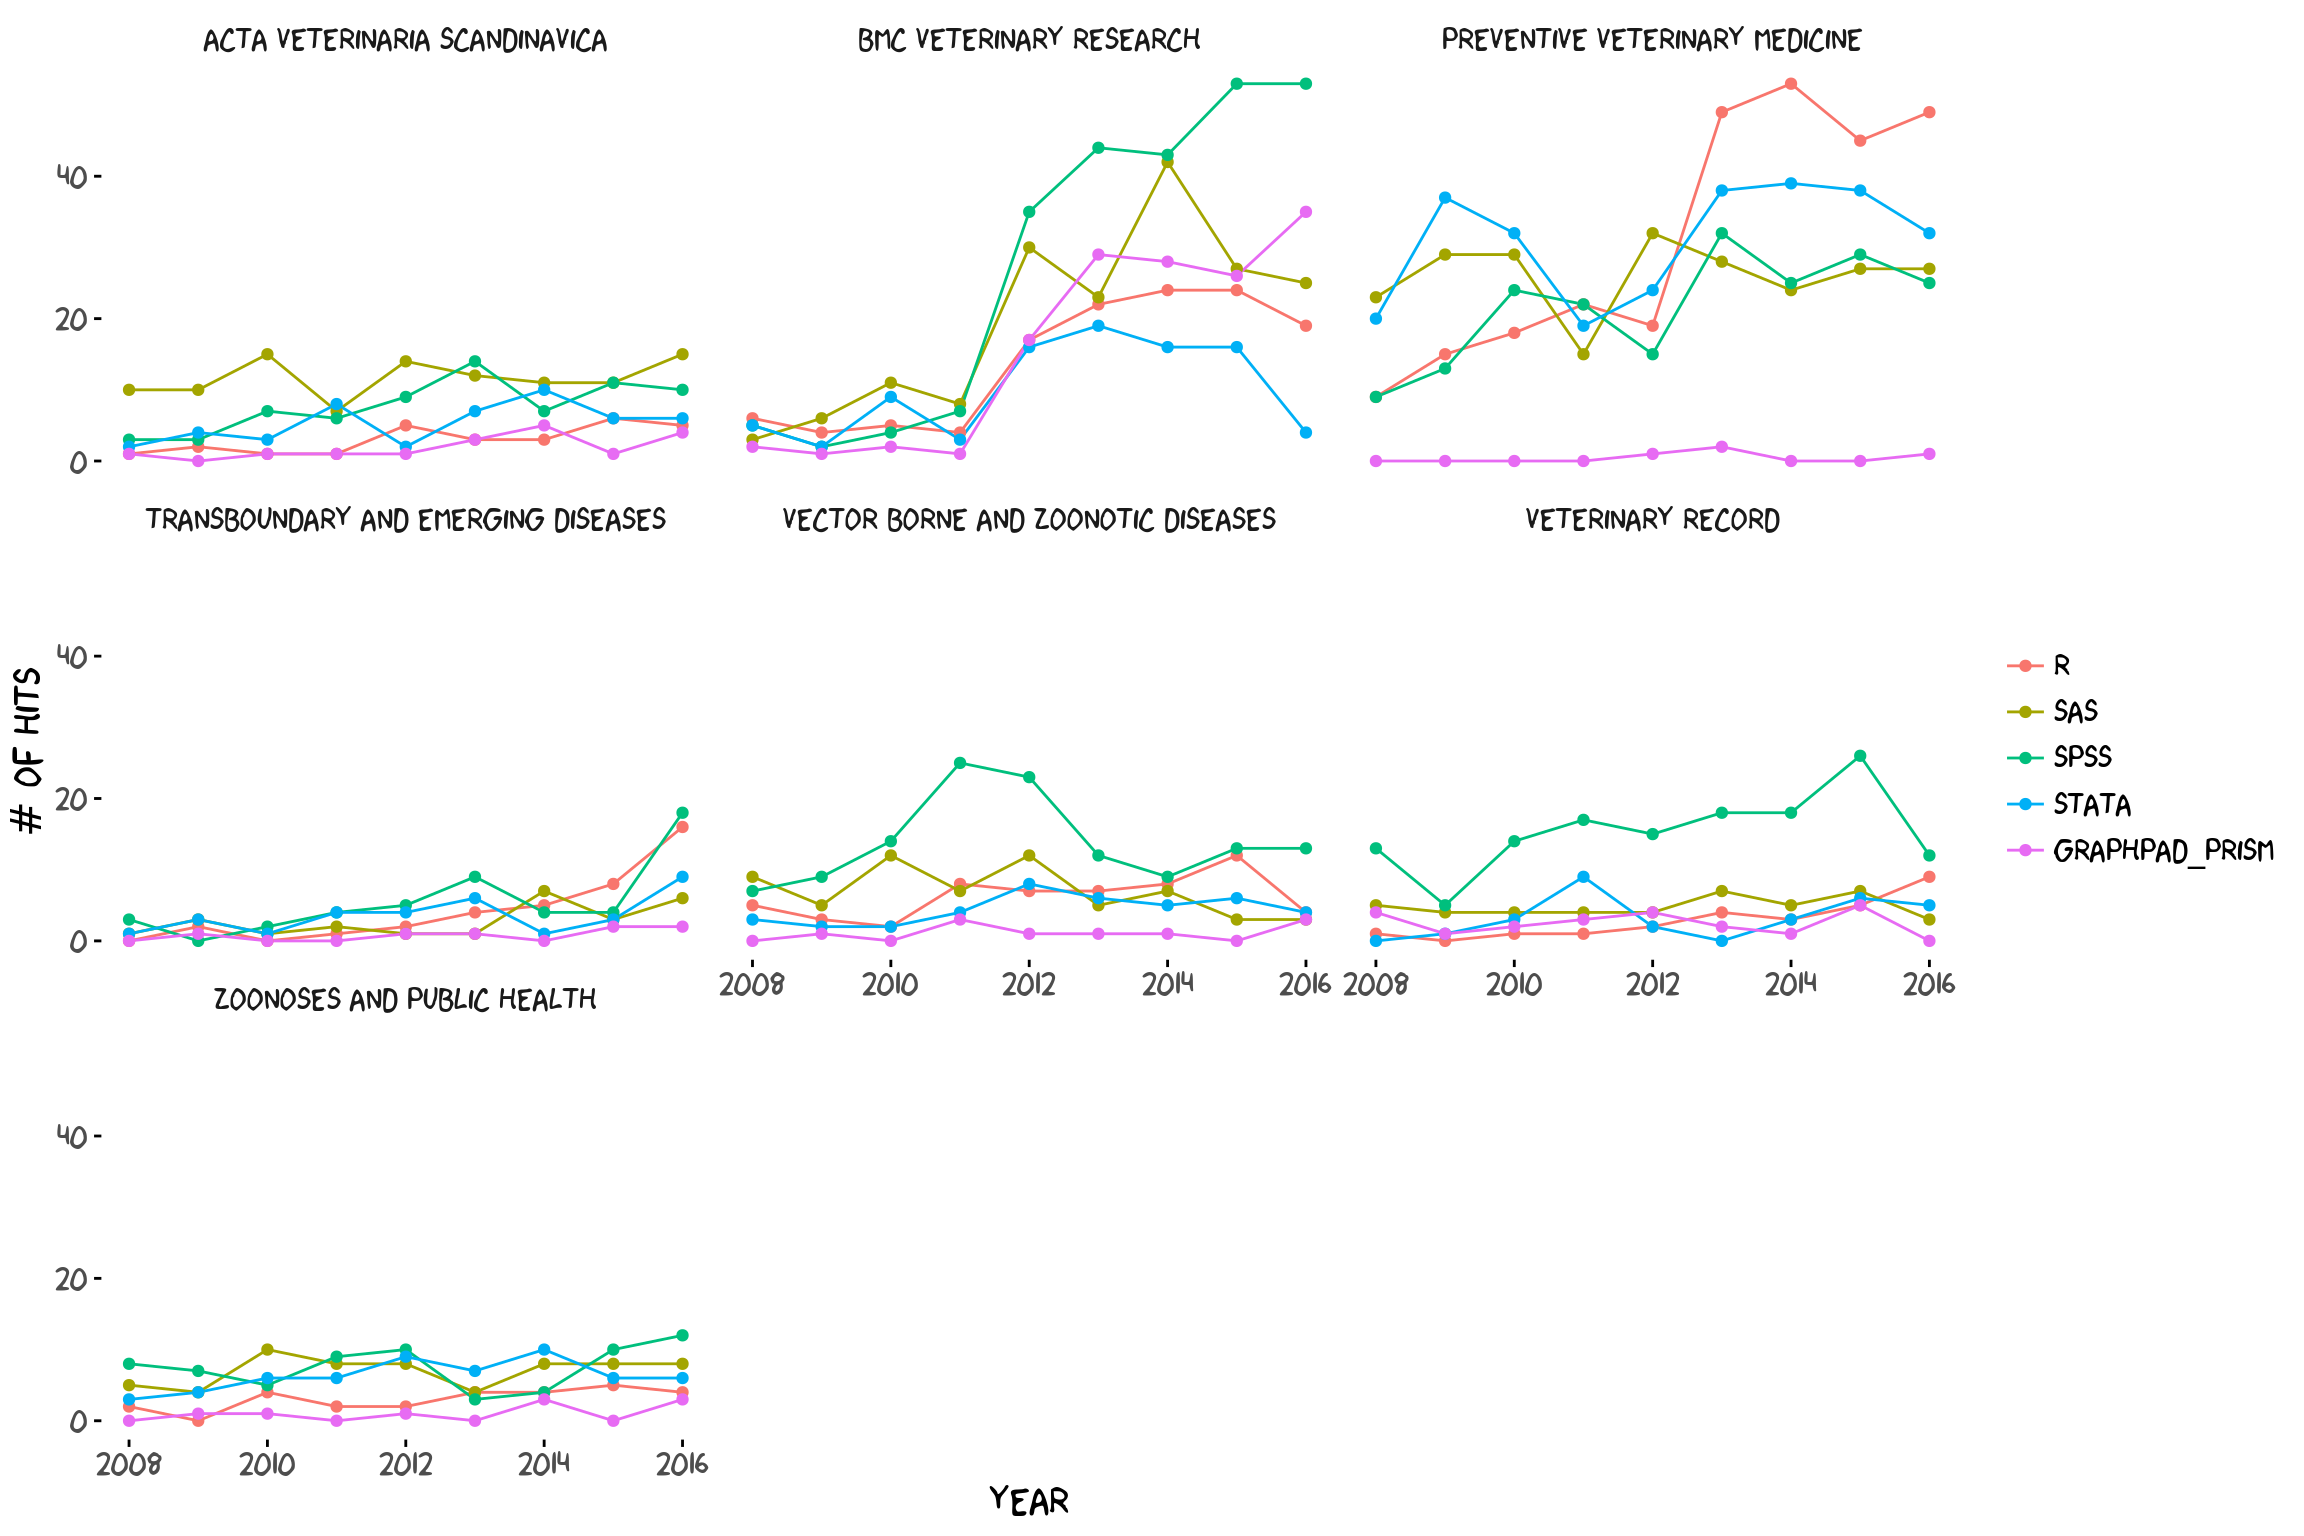 ACTA VETERINARIA SCANDINAVICA
BMC VETERINARY RESEARCH
PREVENTIVE VETERINARY MEDICINE
40
20
0
TRANSBOUNDARY AND EMERGING DISEASES
VECTOR BORNE AND ZOONOTIC DISEASES
VETERINARY RECORD
40
20
0
2008 2010 2012 2014 2016
2008 2010 2012 2014 2016
ZOONOSES AND PUBLIC HEALTH
40
20
0
2008 2010 2012 2014 2016
# OF HITS
YEAR
R
SAS
SPSS
STATA
GRAPHPAD_PRISM